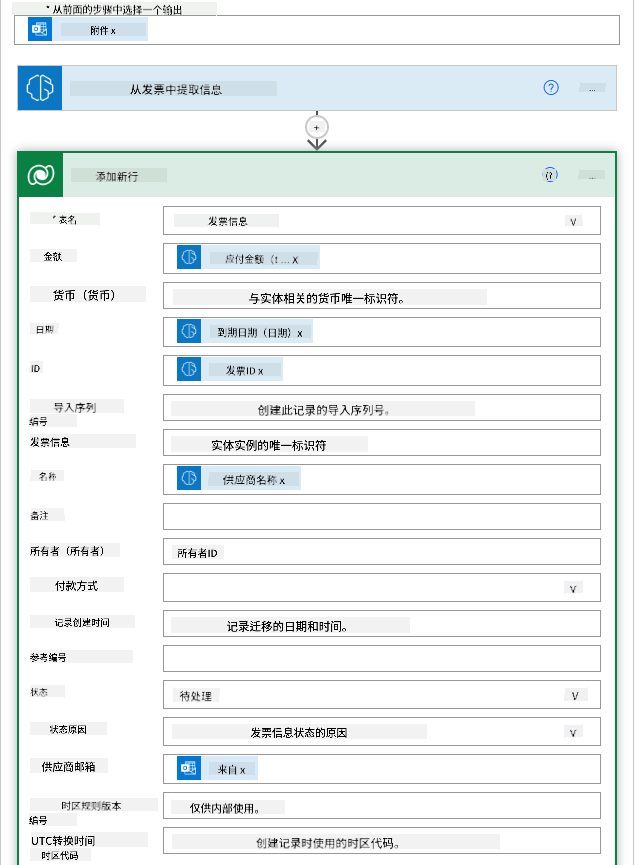 * 从前面的步骤中选择一个输出
附件 x
从发票中提取信息
?
...
+
添加新行
...
* 表名
发票信息
V
金额
应付金额（t ... X
货币（货币）
与实体相关的货币唯一标识符。
日期
到期日期（日期）x
ID
发票ID x
导入序列
编号
创建此记录的导入序列号。
发票信息
实体实例的唯一标识符
名称
供应商名称 x
备注
所有者（所有者）
所有者ID
付款方式
V
记录创建时间
记录迁移的日期和时间。
参考编号
状态
待处理
V
状态原因
发票信息状态的原因
V
供应商邮箱
来自 x
时区规则版本
编号
仅供内部使用。
UTC转换时间
时区代码
创建记录时使用的时区代码。